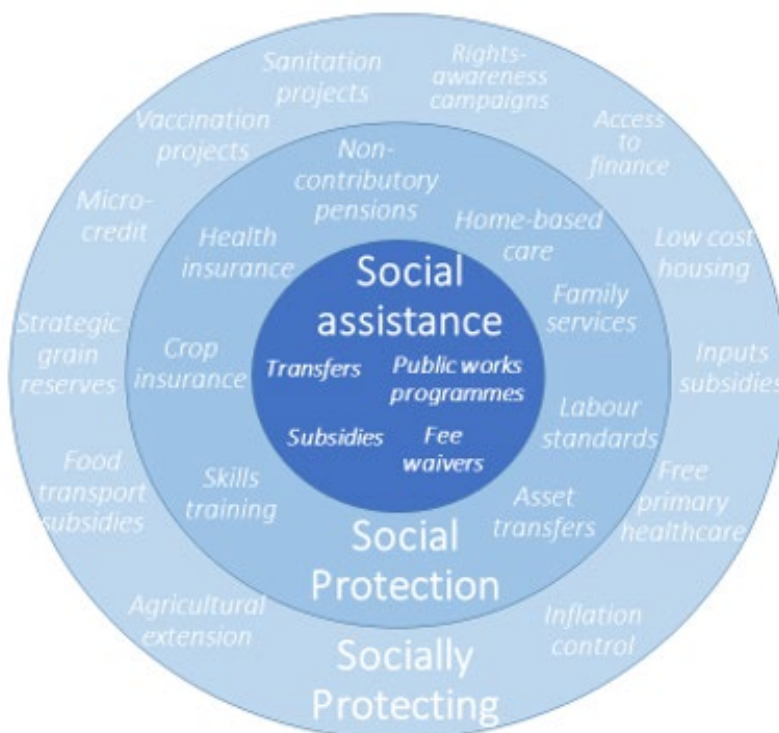 Sanitation
projects
Rights-
awareness
campaigns
Vaccination
projects
Access
to
finance
Micro-
credit
Low cost
housing
Strategic
grain
reserves
Inputs
subsidies
Food
transport
subsidies
Free
primary
healthcare
Agricultural
extension
Inflation
control
Socially
Protecting
Non-
contributory
pensions
Health
insurance
Home-based
care
Family
services
Crop
insurance
Labour
standards
Skills
training
Asset
transfers
Social
Protection
Social
assistance
Transfers
Public works
programmes
Subsidies
Fee
waivers